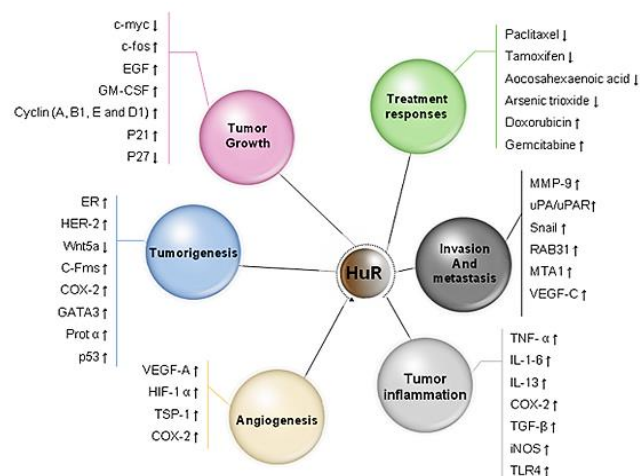 c-myc ↓
c-fos ↑
EGF ↑
GM-CSF ↑
Cyclin (A, B1, E and D1) ↑
P21 ↑
P27 ↓
Tumor
Growth
Paclitaxel ↓
Tamoxifen ↓
Aocosahexaenoic acid ↓
Arsenic trioxide ↓
Doxorubicin ↑
Gemcitabine ↑
Treatment
responses
ER ↑
HER-2 ↑
Wnt5a ↓
C-Fms ↑
COX-2 ↑
GATA3 ↑
Prot α ↑
p53 ↑
Tumorigenesis
HuR
MMP-9 ↑
uPA/uPAR ↑
Snail ↑
RAB31 ↑
MTA1 ↑
VEGF-C ↑
Invasion
And
metastasis
VEGF-A ↑
HIF-1 α ↑
TSP-1 ↑
COX-2 ↑
Angiogenesis
TNF- α ↑
IL-1-6 ↑
IL-13 ↑
COX-2 ↑
TGF-β ↑
iNOS ↑
TLR4 ↑
Tumor
inflammation